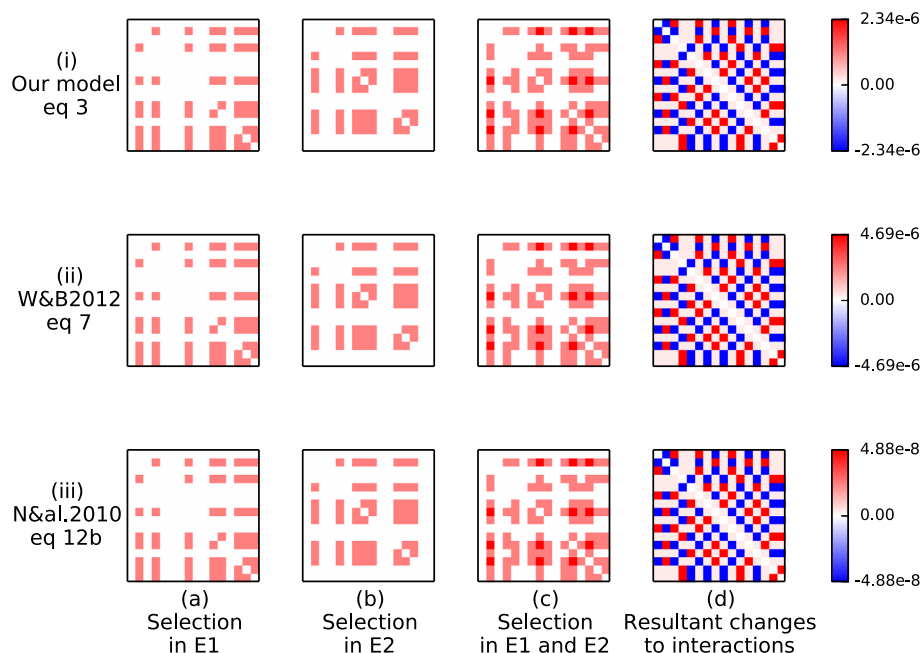 (i)
Our model
eq 3
2.34e-6
0.00
-2.34e-6
(ii)
W&B2012
eq 7
4.69e-6
0.00
-4.69e-6
(iii)
N&al.2010
eq 12b
4.88e-8
0.00
-4.88e-8
(a)
Selection
in E1
(b)
Selection
in E2
(c)
Selection
in E1 and E2
(d)
Resultant changes
to interactions